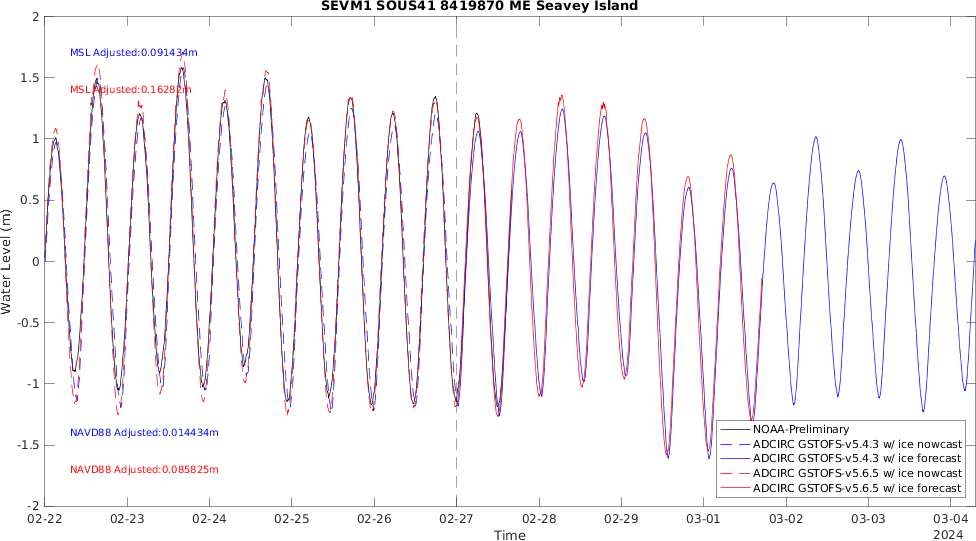 SEVM1 SOUS41 8419870 ME Seavey Island
2
1.5
1
0.5
0
-0.5
-1
-1.5
-2
Water Level (m)
MSL Adjusted:0.091434m
MSL Adjusted:0.16282m
NAVD88 Adjusted:0.014434m
NAVD88 Adjusted:0.085825m
NOAA-Preliminary
ADCIRC GSTOFS-v5.4.3 w/ ice nowcast
ADCIRC GSTOFS-v5.4.3 w/ ice forecast
ADCIRC GSTOFS-v5.6.5 w/ ice nowcast
ADCIRC GSTOFS-v5.6.5 w/ ice forecast
02-22 02-23 02-24 02-25 02-26 02-27 02-28 02-29 03-01 03-02 03-03 03-04
Time
2024